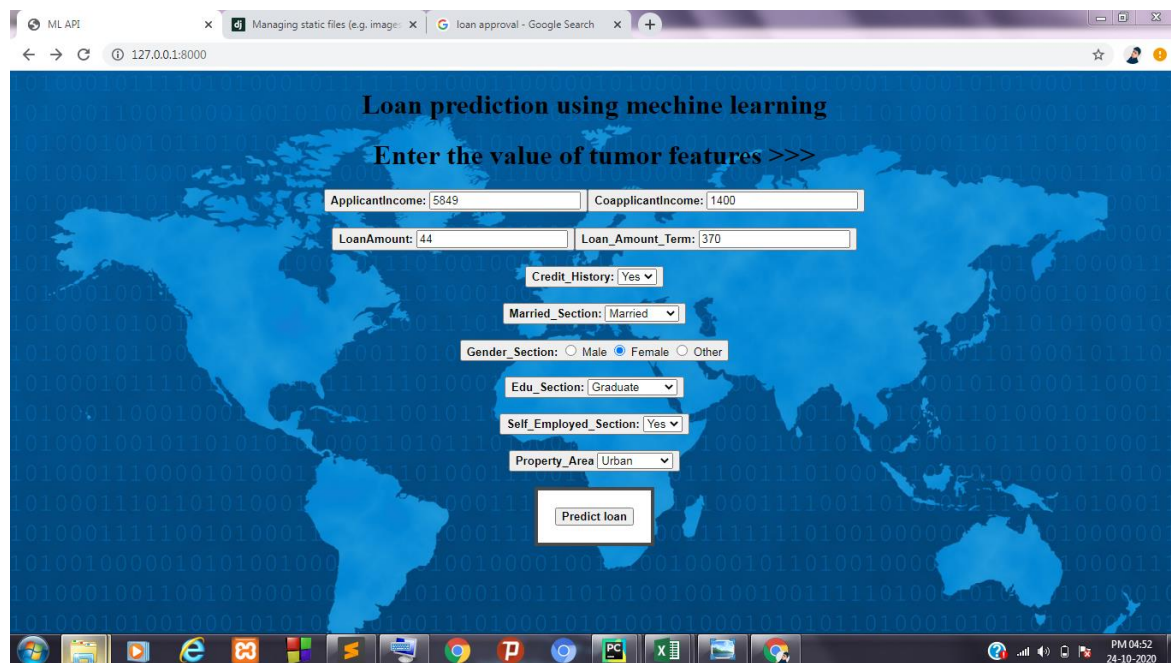 ML API
Managing static files (e.g. images
loan approval - Google Search
127.0.0.1:8000
Loan prediction using mechine learning
Enter the value of tumor features >>>
ApplicantIncome: 5849 CoapplicantIncome: 1400
LoanAmount: 44 Loan_Amount_Term: 370
Credit_History: Yes
Married_Section: Married
Gender_Section: Male Female Other
Edu_Section: Graduate
Self_Employed_Section: Yes
Property_Area Urban
Predict loan
PM 04:52
24-10-2020